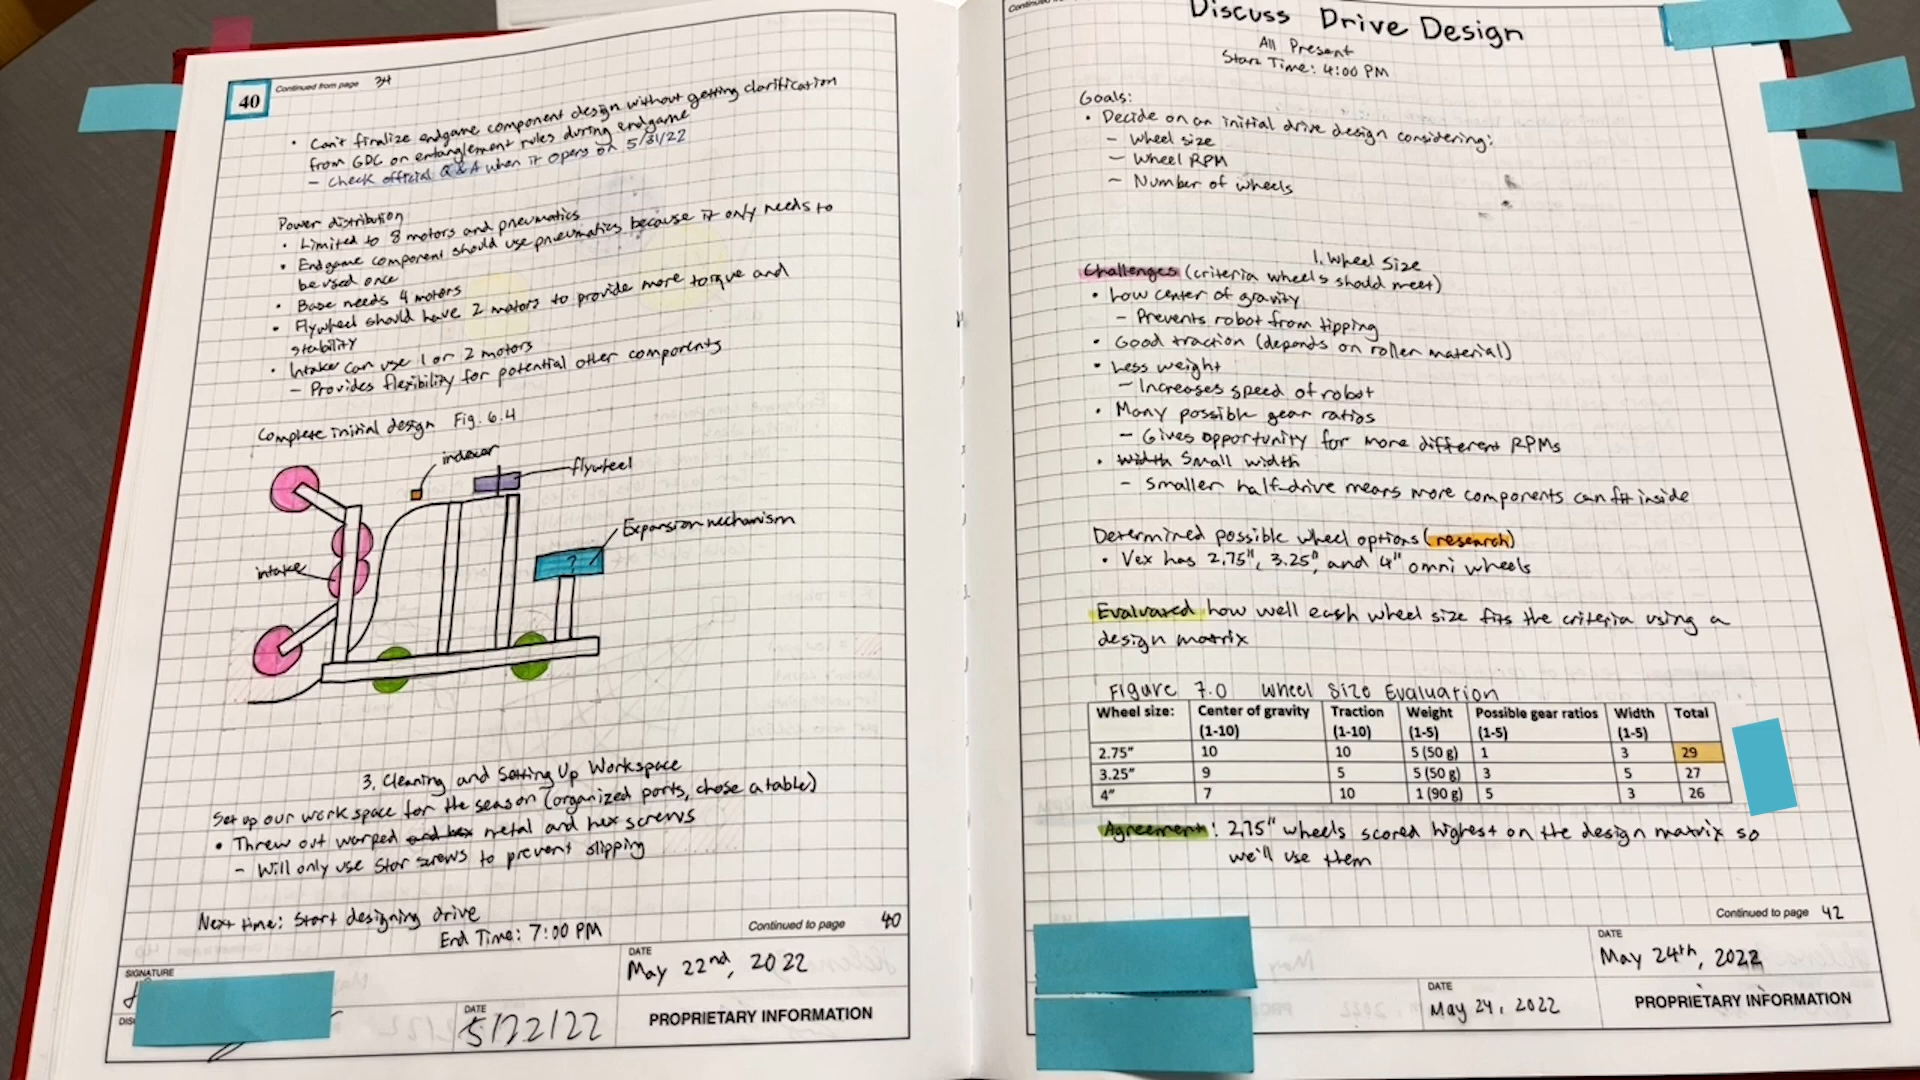 40
Continued from page 34
• Can't finalize endgame component design without getting clarification
from GDC on entanglement rules during endgame
– Check official Q&A when it opens on 5/31/22
Power distribution
• Limited to 8 motors and pneumatics
• Endgame component should use pneumatics because it only needs to
be used once
• Base needs 4 motors
• Flywheel should have 2 motors to provide more torque and
stability
• Intake can use 1 or 2 motors
– Provides flexibility for potential other components
Complete initial design Fig. 6.4
indexer
flywheel
Expansion mechanism
?
intake
3. Cleaning and Setting Up Workspace
Set up our work space for the season (organized parts, chose a table)
• Threw out warped and hex metal and hex screws
– Will only use star screws to prevent slipping
Next time: Start designing drive
End Time: 7:00 PM
Continued to page 40
SIGNATURE
DATE
May 22nd, 2022
DATE
5/22/22
PROPRIETARY INFORMATION
Discuss Drive Design
All Present
Start Time: 4:00 PM
Goals:
• Decide on an initial drive design considering:
– Wheel size
– Wheel RPM
– Number of wheels
1. Wheel Size
Challenges (criteria wheels should meet)
• Low center of gravity
– Prevents robot from tipping
• Good traction (depends on roller material)
• Less weight
– Increases speed of robot
• Many possible gear ratios
– Gives opportunity for more different RPMs
• Width Small width
– Smaller half-drive means more components can fit inside
Determined possible wheel options (research)
• Vex has 2.75", 3.25", and 4" omni wheels
Evaluated how well each wheel size fits the criteria using a
design matrix
Figure 7.0 Wheel Size Evaluation
Wheel size: Center of gravity (1-10) Traction (1-10) Weight (1-5) Possible gear ratios (1-5) Width (1-5) Total
2.75" 10 10 5 (50 g) 1 3 29
3.25" 9 5 5 (50 g) 3 5 27
4" 7 10 1 (90 g) 5 3 26
Agreement: 2.75" wheels scored highest on the design matrix so
we'll use them
Continued to page 42
DATE
May 24th, 2022
DATE
May 24, 2022
PROPRIETARY INFORMATION